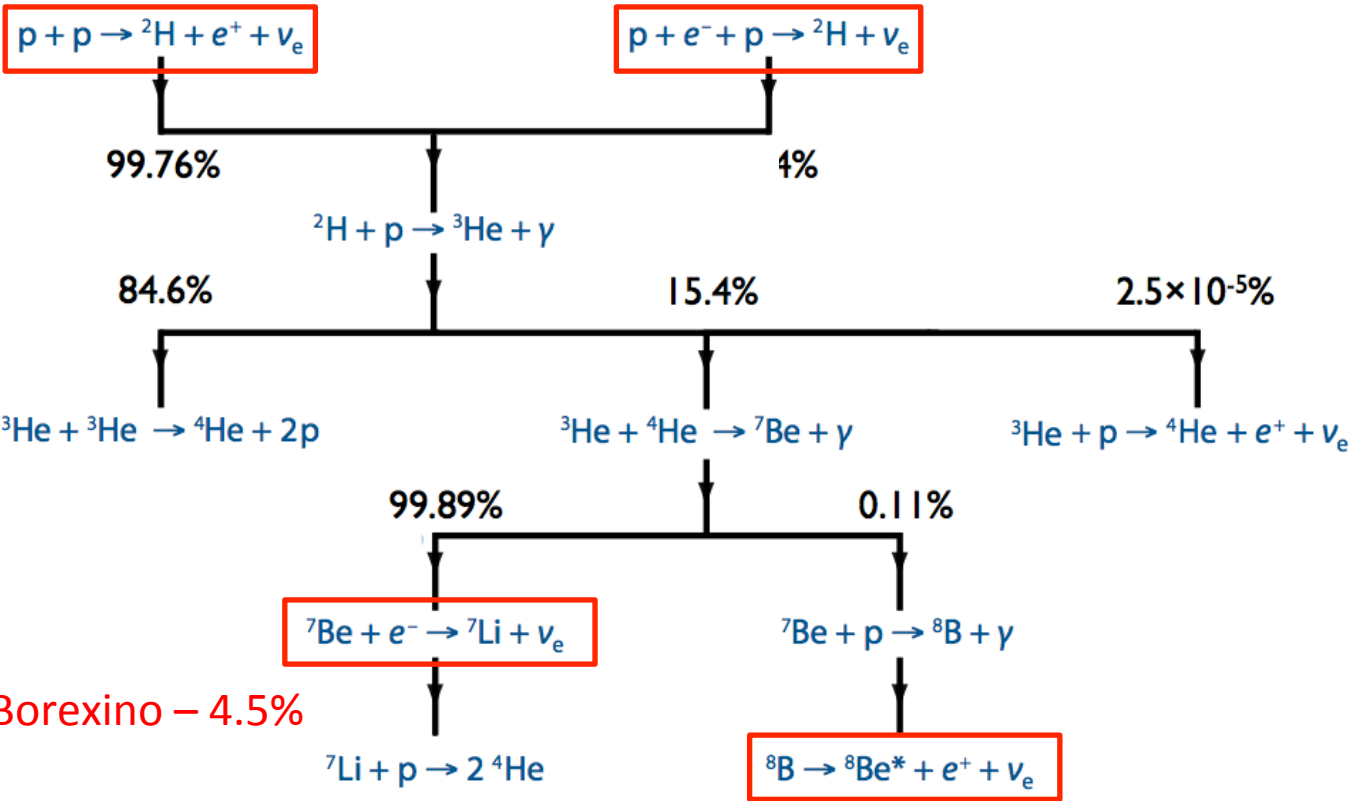 p + p → ²H + e⁺ + νₑ
p + e⁻ + p → ²H + νₑ
99.76%
4%
²H + p → ³He + γ
84.6%
15.4%
2.5×10⁻⁵%
³He + ³He → ⁴He + 2p
³He + ⁴He → ⁷Be + γ
³He + p → ⁴He + e⁺ + νₑ
99.89%
0.11%
⁷Be + e⁻ → ⁷Li + νₑ
⁷Be + p → ⁸B + γ
Borexino – 4.5%
⁷Li + p → 2 ⁴He
⁸B → ⁸Be* + e⁺ + νₑ